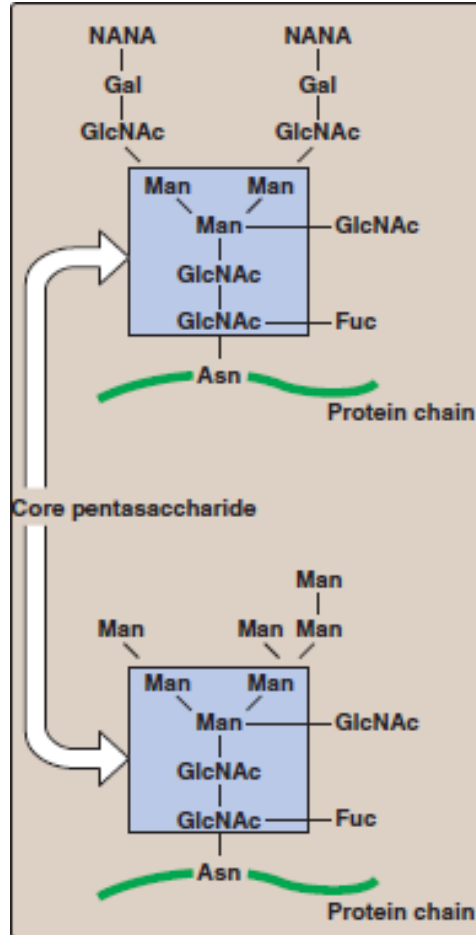 NANA NANA
Gal Gal
GlcNAc GlcNAc
Man Man
Man GlcNAc
GlcNAc
GlcNAc Fuc
Asn
Protein chain
Core pentasaccharide
Man
Man Man Man
Man Man
Man GlcNAc
GlcNAc
GlcNAc Fuc
Asn
Protein chain